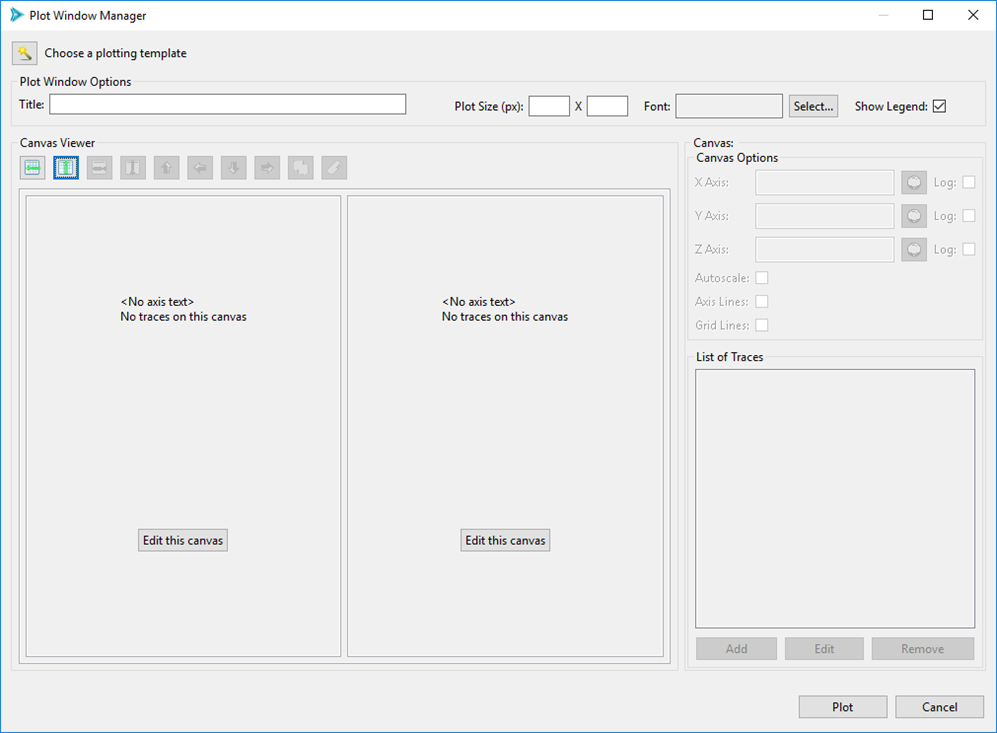 Plot Window Manager
Choose a plotting template
Plot Window Options
Title:
Plot Size (px):
X
Font:
Select...
Show Legend:
Canvas Viewer
<No axis text>
No traces on this canvas
Edit this canvas
<No axis text>
No traces on this canvas
Edit this canvas
Canvas:
Canvas Options
X Axis:
Log:
Y Axis:
Log:
Z Axis:
Log:
Autoscale:
Axis Lines:
Grid Lines:
List of Traces
Add
Edit
Remove
Plot
Cancel